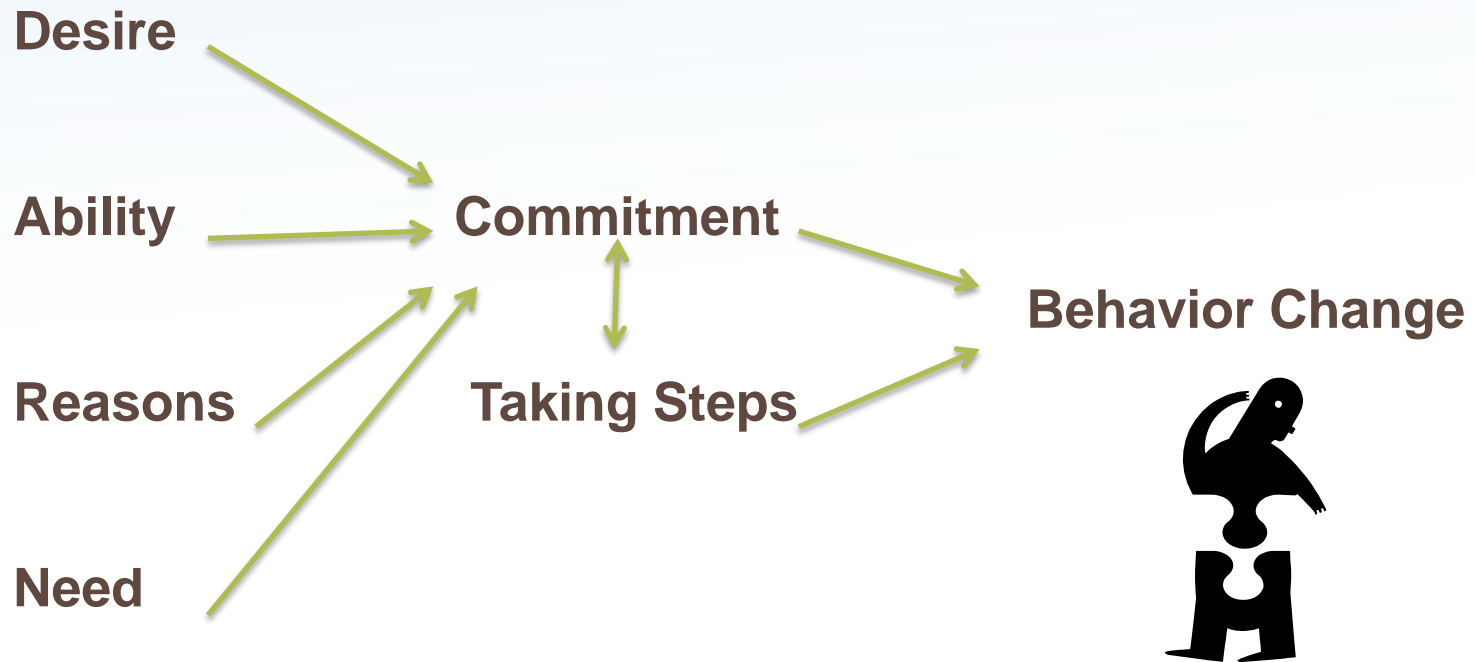 Desire
Ability
Commitment
Behavior Change
Reasons
Taking Steps
Need